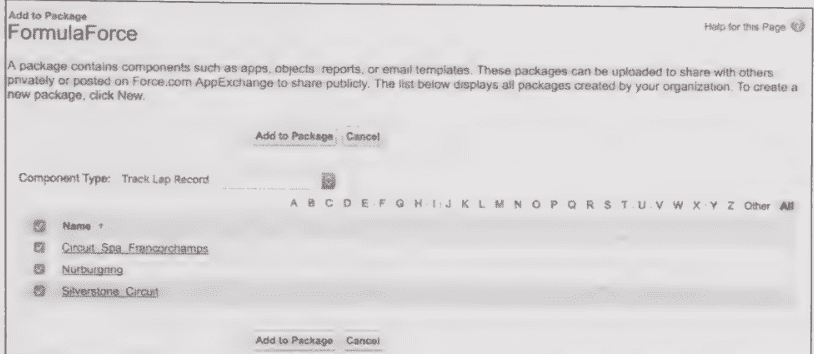 Add to Package
FormulaForce
Help for this Page
A package contains components such as apps, objects reports, or email templates. These packages can be uploaded to share with others
privately or posted on Force.com AppExchange to share publicly. The list below displays all packages created by your organization. To create a
new package, click New.
Add to Package Cancel
Component Type: Track Lap Record
A B C D E F G H I J K L M N O P Q R S T U V W X Y Z Other All
Name ↑
Circuit_Spa_Francorchamps
Nurburgring
Silverstone_Circuit
Add to Package Cancel